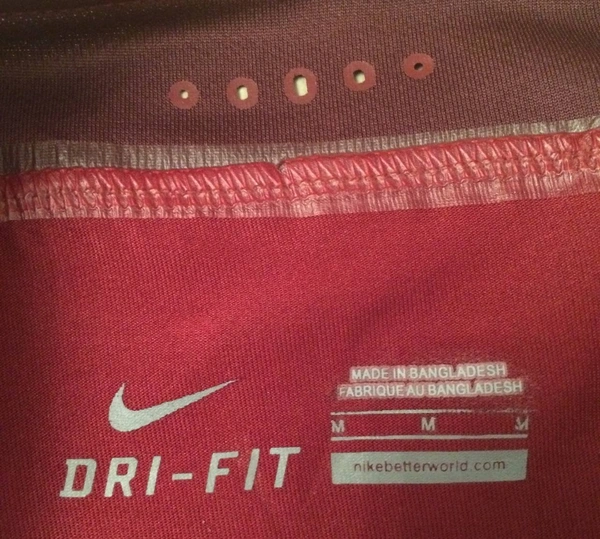 MADE IN BANGLADESH
FABRIQUE AU BANGLADESH
M M M
nikebetterworld.com
DRI-FIT